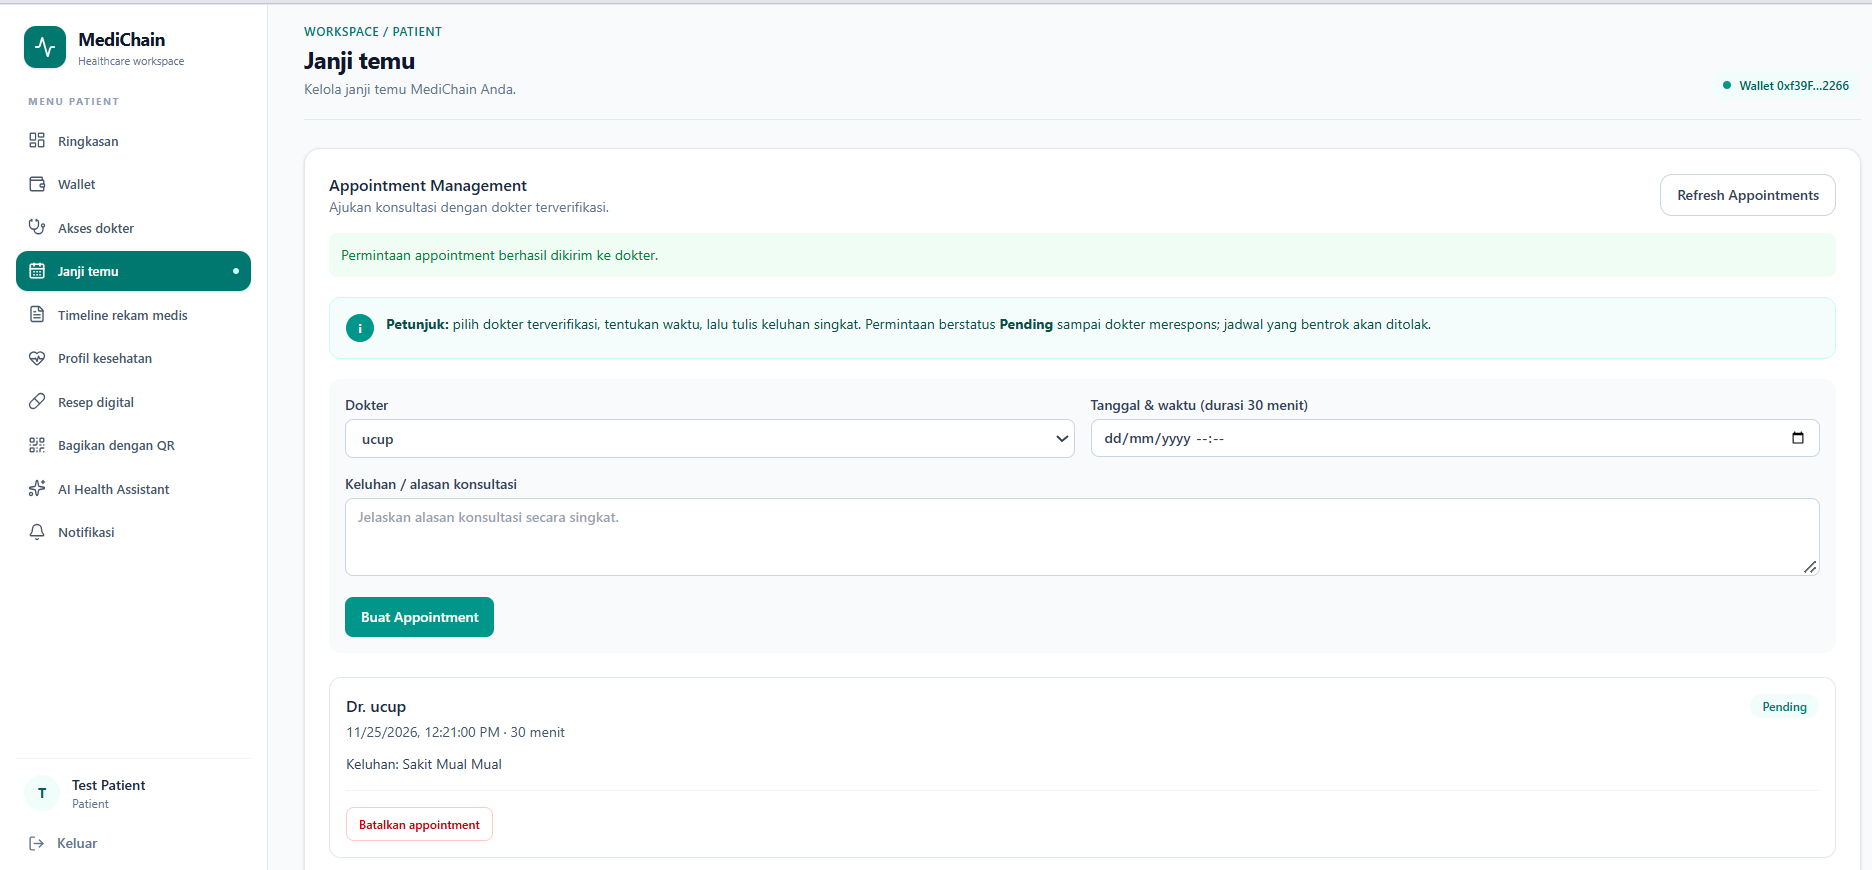 MediChain
Healthcare workspace
MENU PATIENT
Ringkasan
Wallet
Akses dokter
Janji temu
Timeline rekam medis
Profil kesehatan
Resep digital
Bagikan dengan QR
AI Health Assistant
Notifikasi
T
Test Patient
Patient
Keluar
WORKSPACE / PATIENT
Janji temu
Kelola janji temu MediChain Anda.
Wallet 0xf39F...2266
Appointment Management
Ajukan konsultasi dengan dokter terverifikasi.
Refresh Appointments
Permintaan appointment berhasil dikirim ke dokter.
i
Petunjuk: pilih dokter terverifikasi, tentukan waktu, lalu tulis keluhan singkat. Permintaan berstatus Pending sampai dokter merespons; jadwal yang bentrok akan ditolak.
Dokter
ucup
Tanggal & waktu (durasi 30 menit)
dd/mm/yyyy --:--
Keluhan / alasan konsultasi
Jelaskan alasan konsultasi secara singkat.
Buat Appointment
Dr. ucup
Pending
11/25/2026, 12:21:00 PM · 30 menit
Keluhan: Sakit Mual Mual
Batalkan appointment